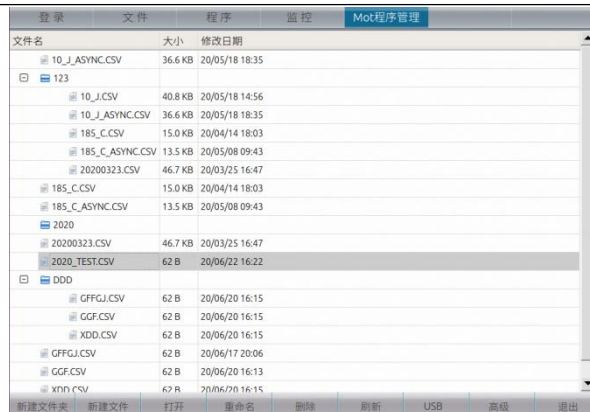 登录 文件 程序 监控 Mot程序管理
文件名 大小 修改日期
10_J_ASYNC.CSV 36.6 KB 20/05/18 18:35
123
10_J.CSV 40.8 KB 20/05/18 14:56
10_J_ASYNC.CSV 36.6 KB 20/05/18 18:35
185_C.CSV 15.0 KB 20/04/14 18:03
185_C_ASYNC.CSV 13.5 KB 20/05/08 09:43
20200323.CSV 46.7 KB 20/03/25 16:47
185_C.CSV 15.0 KB 20/04/14 18:03
185_C_ASYNC.CSV 13.5 KB 20/05/08 09:43
2020
20200323.CSV 46.7 KB 20/03/25 16:47
2020_TEST.CSV 62 B 20/06/22 16:22
DDD
GFFGJ.CSV 62 B 20/06/20 16:15
GGF.CSV 62 B 20/06/20 16:15
XDD.CSV 62 B 20/06/20 16:15
GFFGJ.CSV 62 B 20/06/17 20:06
GGF.CSV 62 B 20/06/20 16:13
XDD.CSV 62 B 20/06/20 16:15
新建文件夹 新建文件 打开 重命名 删除 刷新 USB 高级 退出